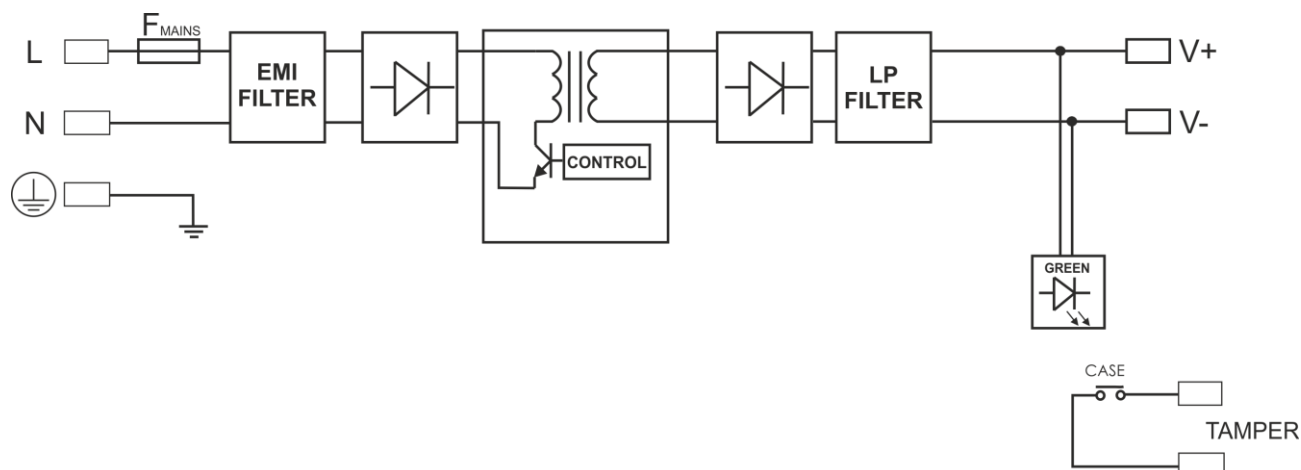 L
F MAINS
EMI
FILTER
N
CONTROL
LP
FILTER
V+
V-
GREEN
CASE
TAMPER